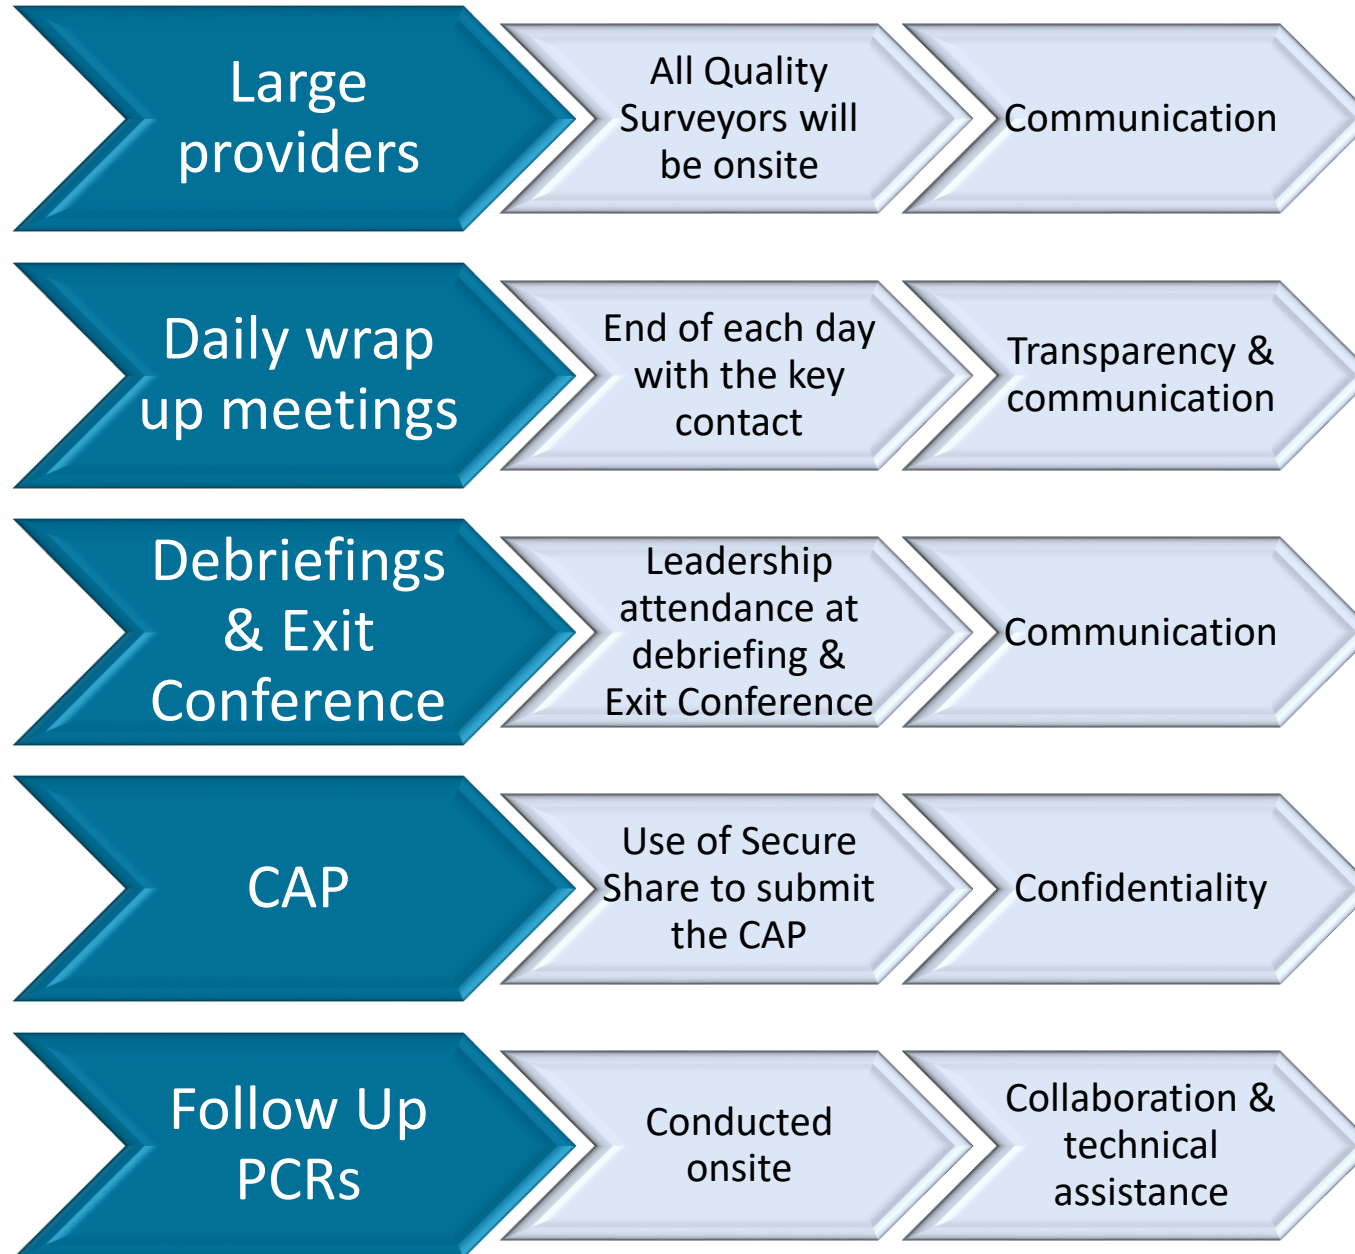 Large
providers
All Quality
Surveyors will
be onsite
Communication
Daily wrap
up meetings
End of each day
with the key
contact
Transparency &
communication
Debriefings
& Exit
Conference
Leadership
attendance at
debriefing &
Exit Conference
Communication
CAP
Use of Secure
Share to submit
the CAP
Confidentiality
Follow Up
PCRs
Conducted
onsite
Collaboration &
technical
assistance